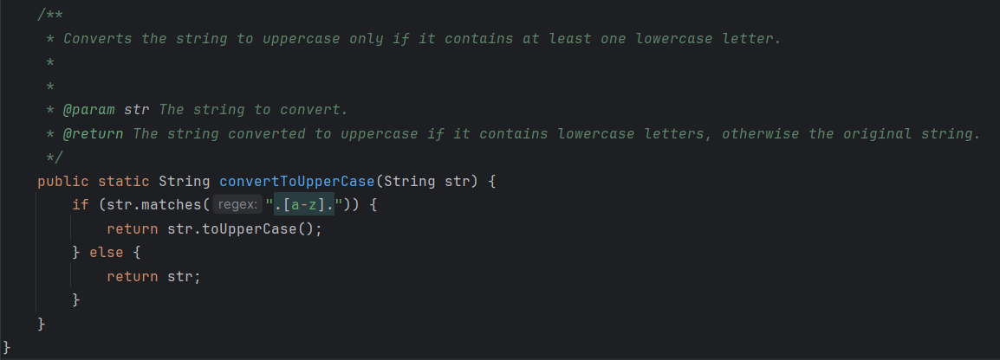 /**
 * Converts the string to uppercase only if it contains at least one lowercase letter.
 *
 *
 * @param str The string to convert.
 * @return The string converted to uppercase if it contains lowercase letters, otherwise the original string.
 */
public static String convertToUpperCase(String str) {
    if (str.matches( regex: ".[a-z].")) {
        return str.toUpperCase();
    } else {
        return str;
    }
}
}